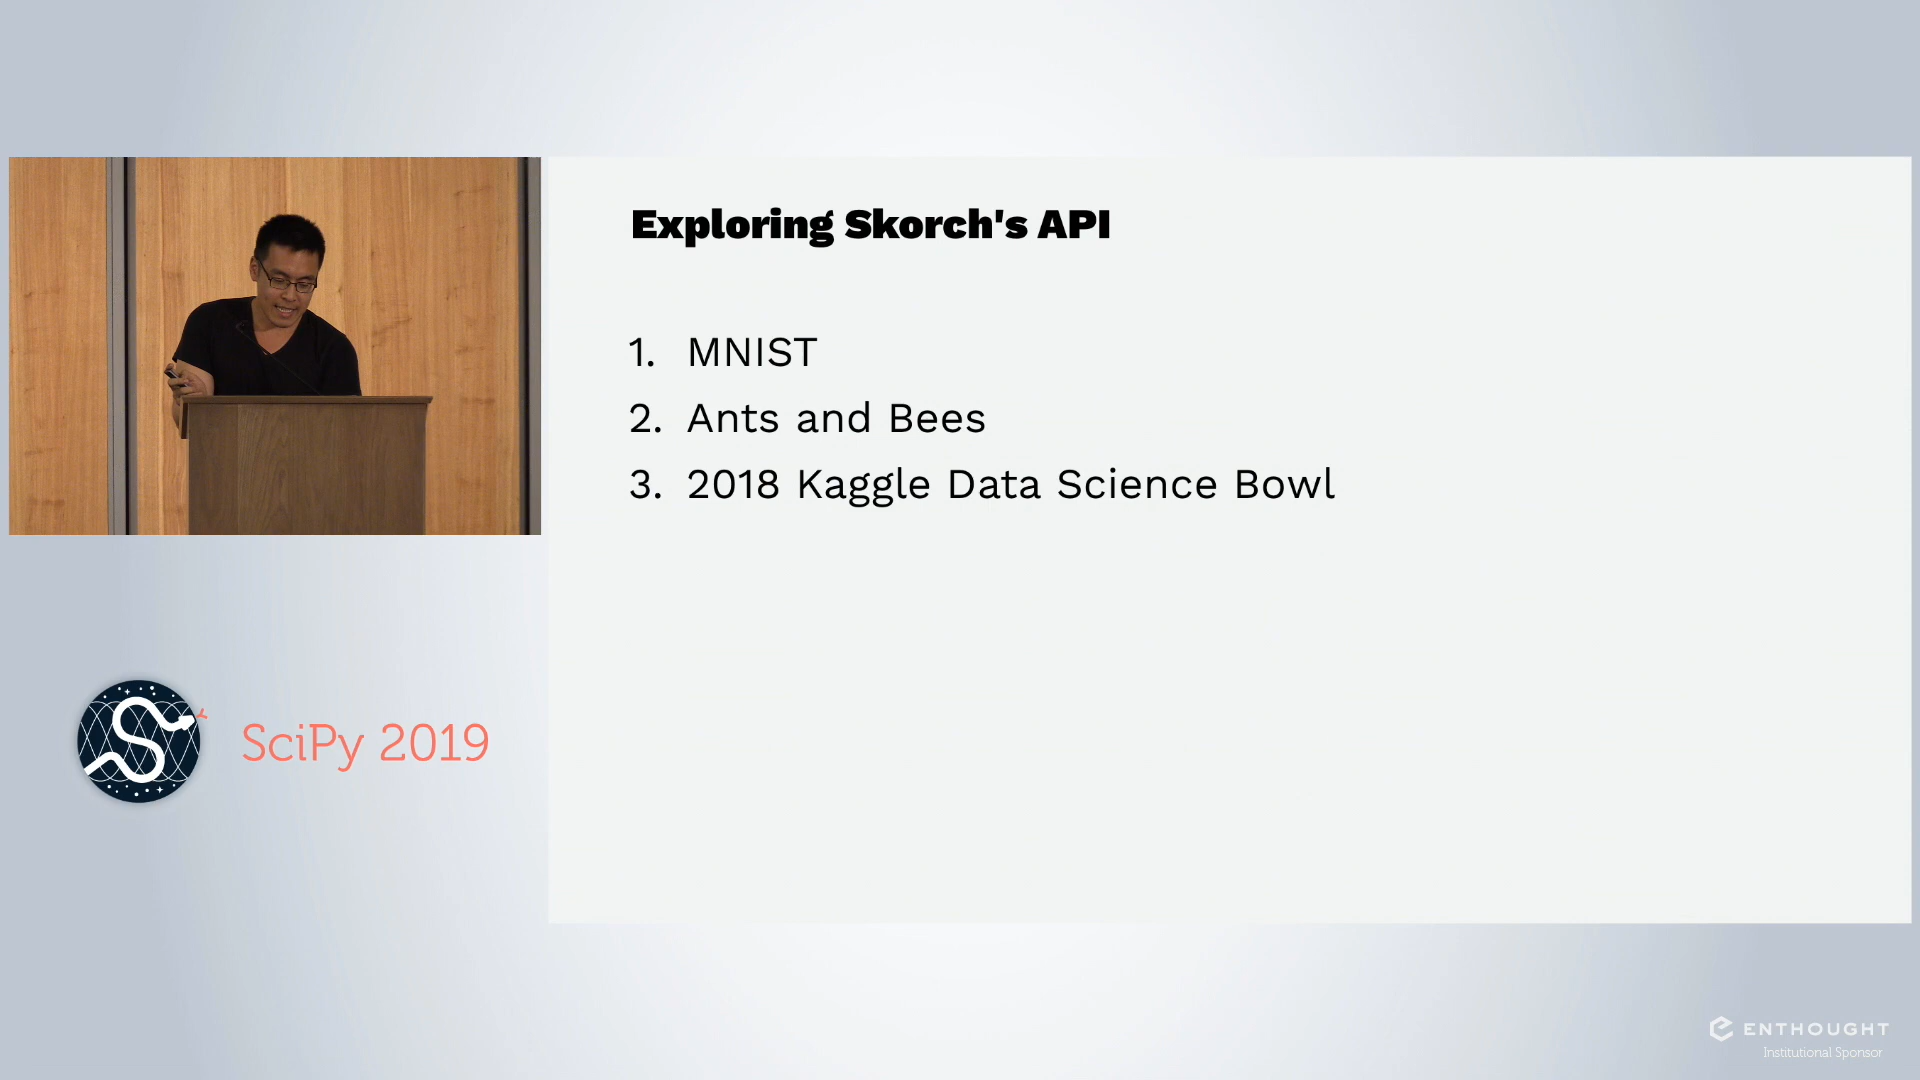 Exploring Skorch's API
1. MNIST
2. Ants and Bees
3. 2018 Kaggle Data Science Bowl
SciPy 2019
ENTHOUGHT
Institutional Sponsor